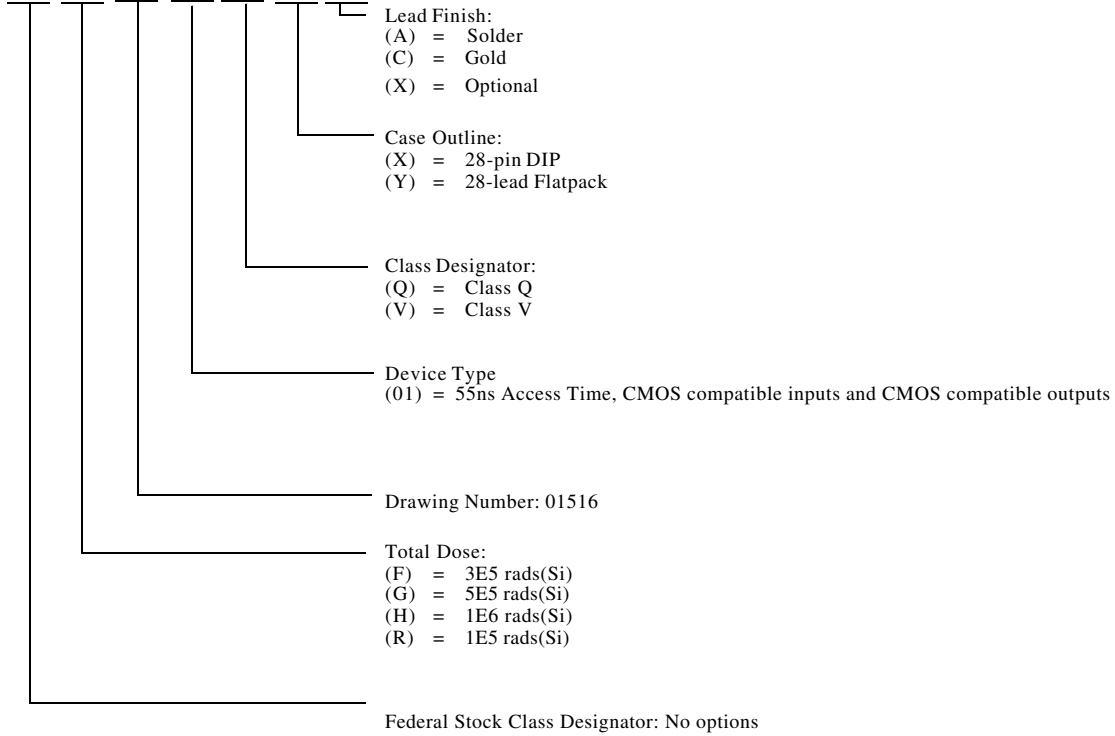 Lead Finish:
(A) = Solder
(C) = Gold
(X) = Optional
Case Outline:
(X) = 28-pin DIP
(Y) = 28-lead Flatpack
Class Designator:
(Q) = Class Q
(V) = Class V
Device Type
(01) = 55ns Access Time, CMOS compatible inputs and CMOS compatible outputs
Drawing Number: 01516
Total Dose:
(F) = 3E5 rads(Si)
(G) = 5E5 rads(Si)
(H) = 1E6 rads(Si)
(R) = 1E5 rads(Si)
Federal Stock Class Designator: No options